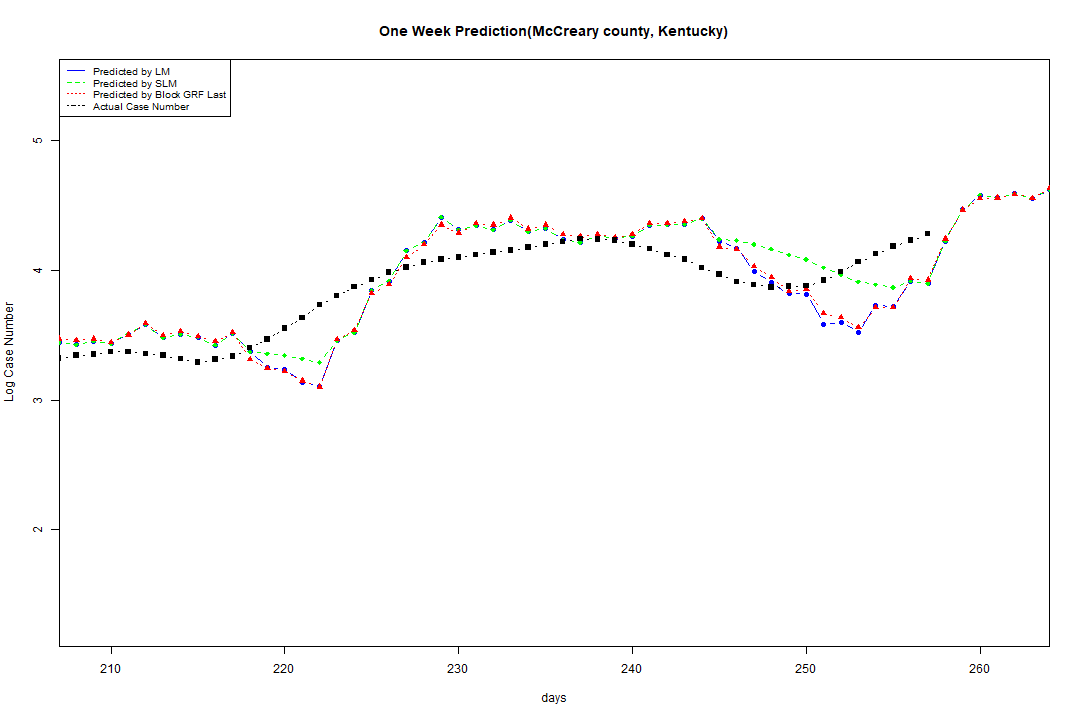 One Week Prediction(McCreary county, Kentucky)
Predicted by LM
Predicted by SLM
Predicted by Block GRF Last
Actual Case Number
5
4
3
2
Log Case Number
210 220 230 240 250 260
days